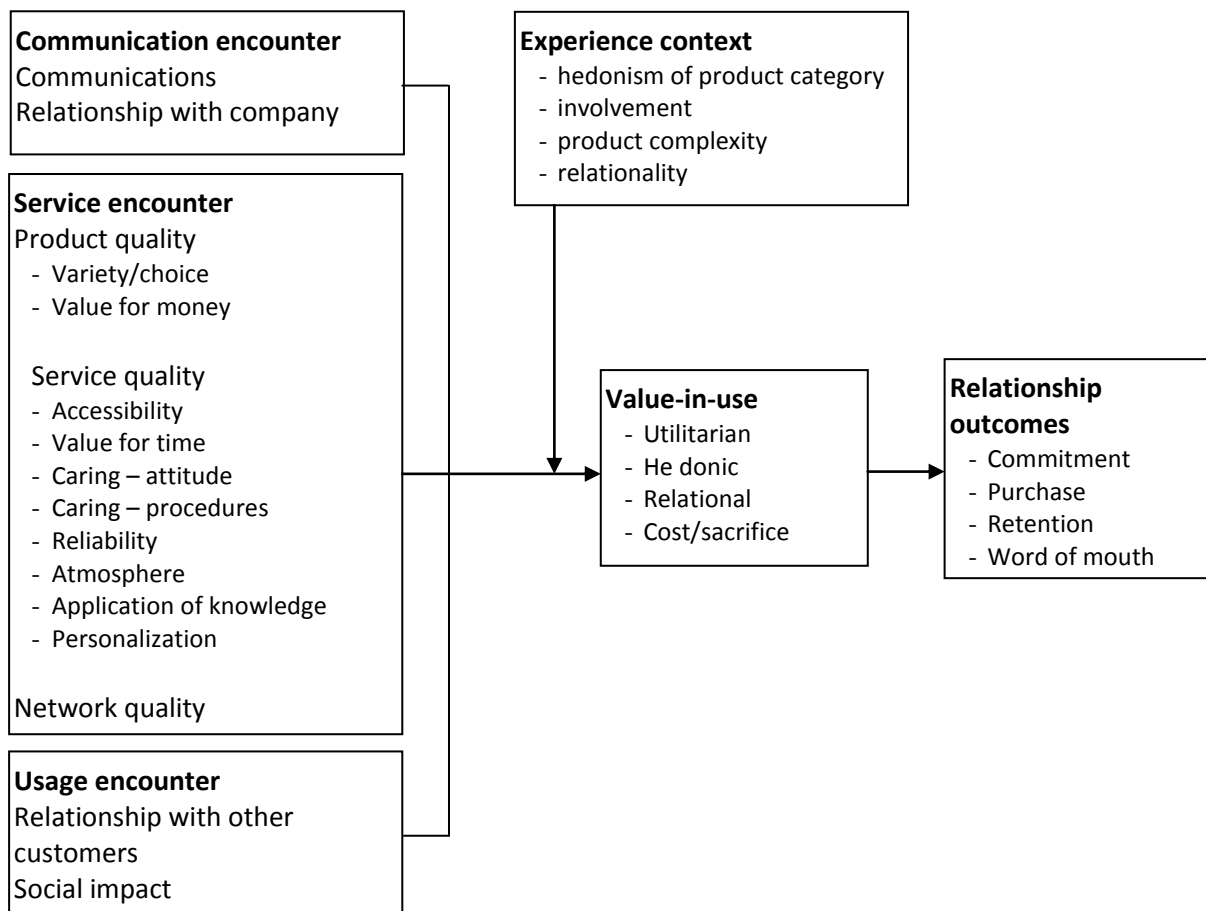 Communication encounter
Communications
Relationship with company
Service encounter
Product quality
- Variety/choice
- Value for money
Service quality
- Accessibility
- Value for time
- Caring – attitude
- Caring – procedures
- Reliability
- Atmosphere
- Application of knowledge
- Personalization
Network quality
Usage encounter
Relationship with other
customers
Social impact
Experience context
- hedonism of product category
- involvement
- product complexity
- relationality
Value-in-use
- Utilitarian
- He donic
- Relational
- Cost/sacrifice
Relationship
outcomes
- Commitment
- Purchase
- Retention
- Word of mouth